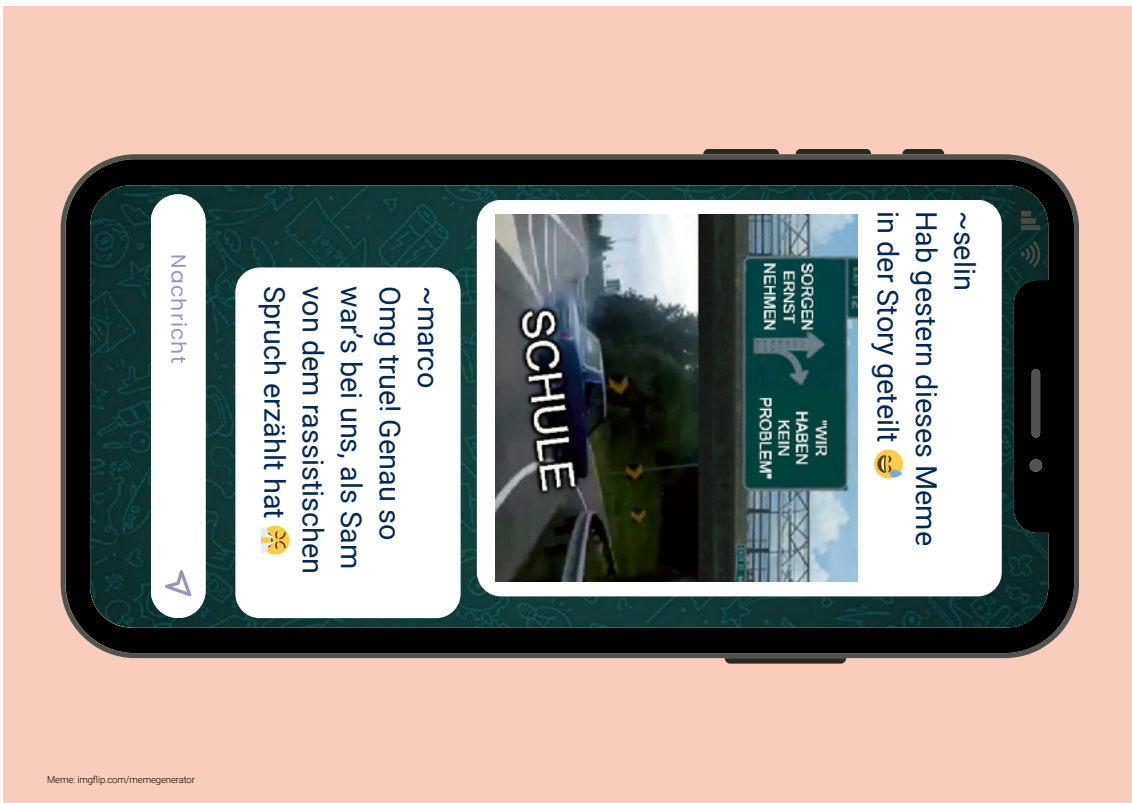 ~selin
Hab gestern dieses Meme
in der Story geteilt 😅
SORGEN
ERNST
NEHMEN
"WIR
HABEN
KEIN
PROBLEM"
SCHULE
~marco
Omg true! Genau so
war's bei uns, als Sam
von dem rassistischen
Spruch erzählt hat 😤
Nachricht
Meme: imgflip.com/memegenerator